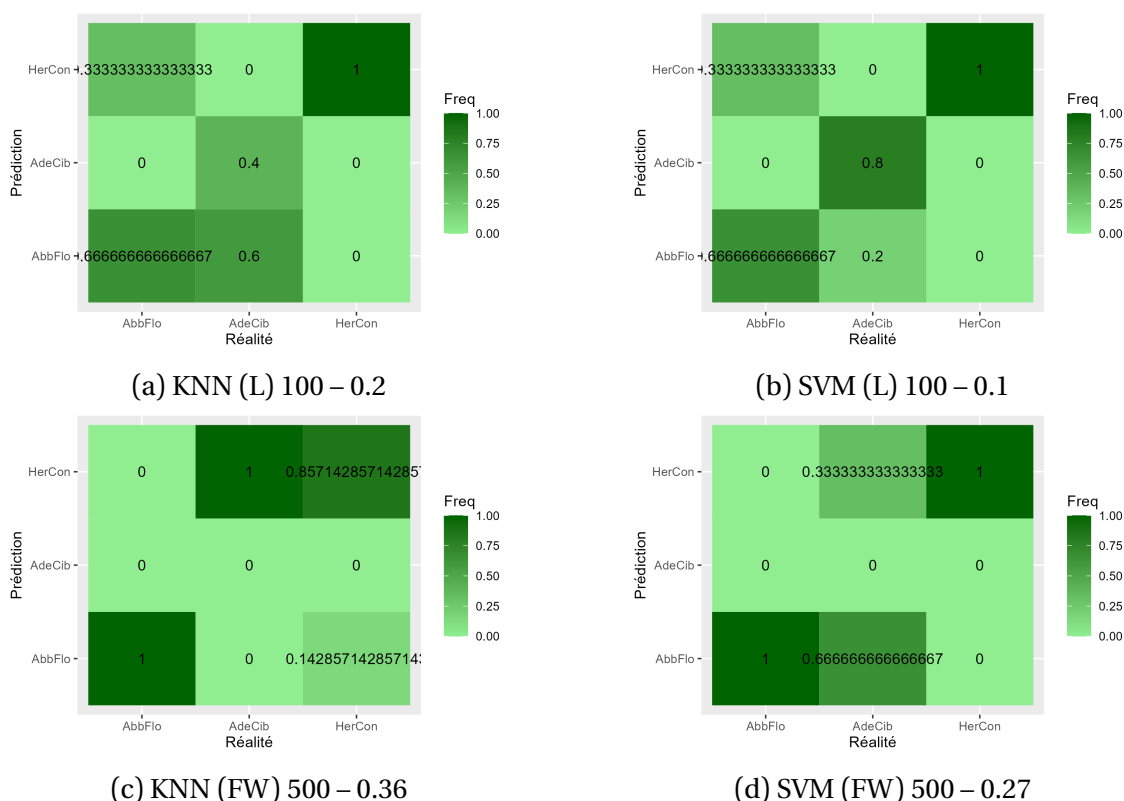 HerCon
.333333333333333
0
1
AdeCib
0
0.4
0
AbbFlo
.666666666666667
0.6
0
AbbFlo
AdeCib
HerCon
Réalité
Prédiction
Freq
1.00
0.75
0.50
0.25
0.00
(a) KNN (L) 100 – 0.2
HerCon
.333333333333333
0
1
AdeCib
0
0.8
0
AbbFlo
.666666666666667
0.2
0
AbbFlo
AdeCib
HerCon
Réalité
Prédiction
Freq
1.00
0.75
0.50
0.25
0.00
(b) SVM (L) 100 – 0.1
HerCon
0
1
0.85714285714285
AdeCib
0
0
0
AbbFlo
1
0
0.14285714285714
AbbFlo
AdeCib
HerCon
Réalité
Prédiction
Freq
1.00
0.75
0.50
0.25
0.00
(c) KNN (FW) 500 – 0.36
HerCon
0
0.333333333333333
1
AdeCib
0
0
0
AbbFlo
1
0.666666666666667
0
AbbFlo
AdeCib
HerCon
Réalité
Prédiction
Freq
1.00
0.75
0.50
0.25
0.00
(d) SVM (FW) 500 – 0.27